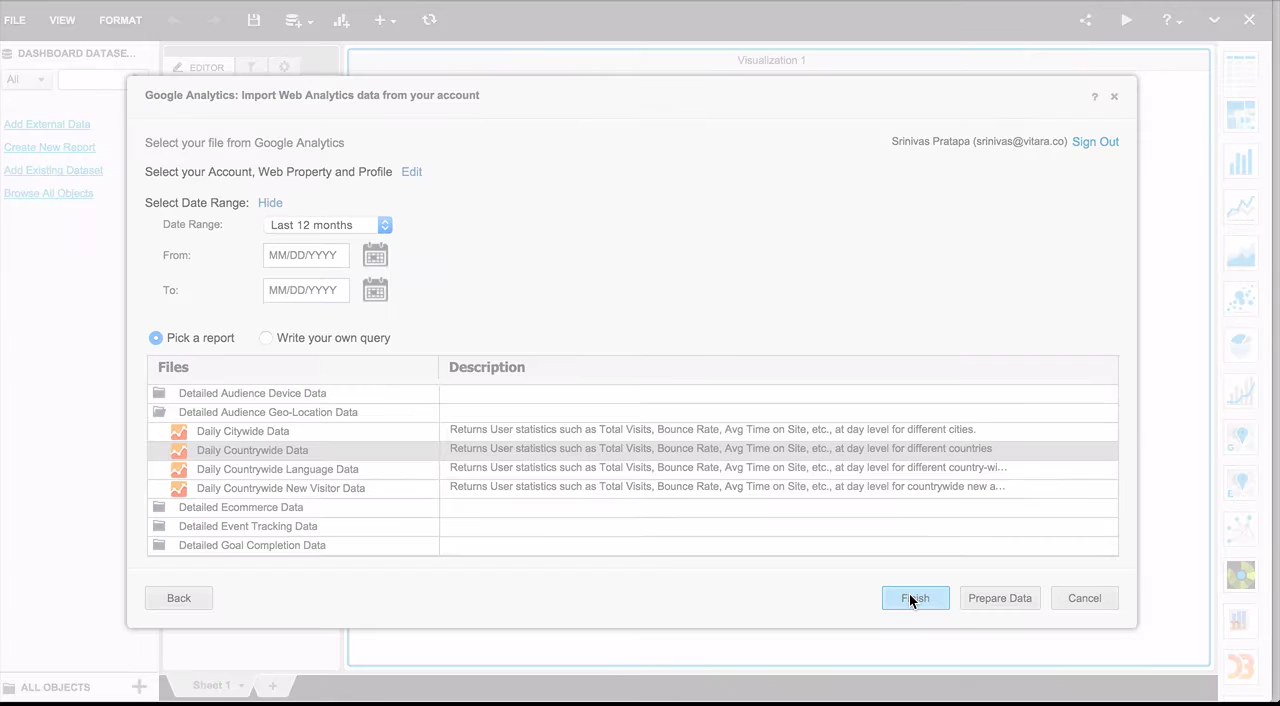 FILE VIEW FORMAT ?
DASHBOARD DATASE... EDITOR Visualization 1
All
Add External Data
Create New Report
Add Existing Dataset
Browse All Objects
Google Analytics: Import Web Analytics data from your account ? ×
Select your file from Google Analytics Srinivas Pratapa (srinivas@vitara.co) Sign Out
Select your Account, Web Property and Profile Edit
Select Date Range: Hide
Date Range: Last 12 months
From: MM/DD/YYYY
To: MM/DD/YYYY
Pick a report Write your own query
Files Description
Detailed Audience Device Data
Detailed Audience Geo-Location Data
Daily Citywide Data Returns User statistics such as Total Visits, Bounce Rate, Avg Time on Site, etc., at day level for different cities.
Daily Countrywide Data Returns User statistics such as Total Visits, Bounce Rate, Avg Time on Site, etc., at day level for different countries
Daily Countrywide Language Data Returns User statistics such as Total Visits, Bounce Rate, Avg Time on Site, etc., at day level for different country-wi...
Daily Countrywide New Visitor Data Returns User statistics such as Total Visits, Bounce Rate, Avg Time on Site, etc., at day level for countrywide new a...
Detailed Ecommerce Data
Detailed Event Tracking Data
Detailed Goal Completion Data
Back Finish Prepare Data Cancel
ALL OBJECTS + Sheet 1 +